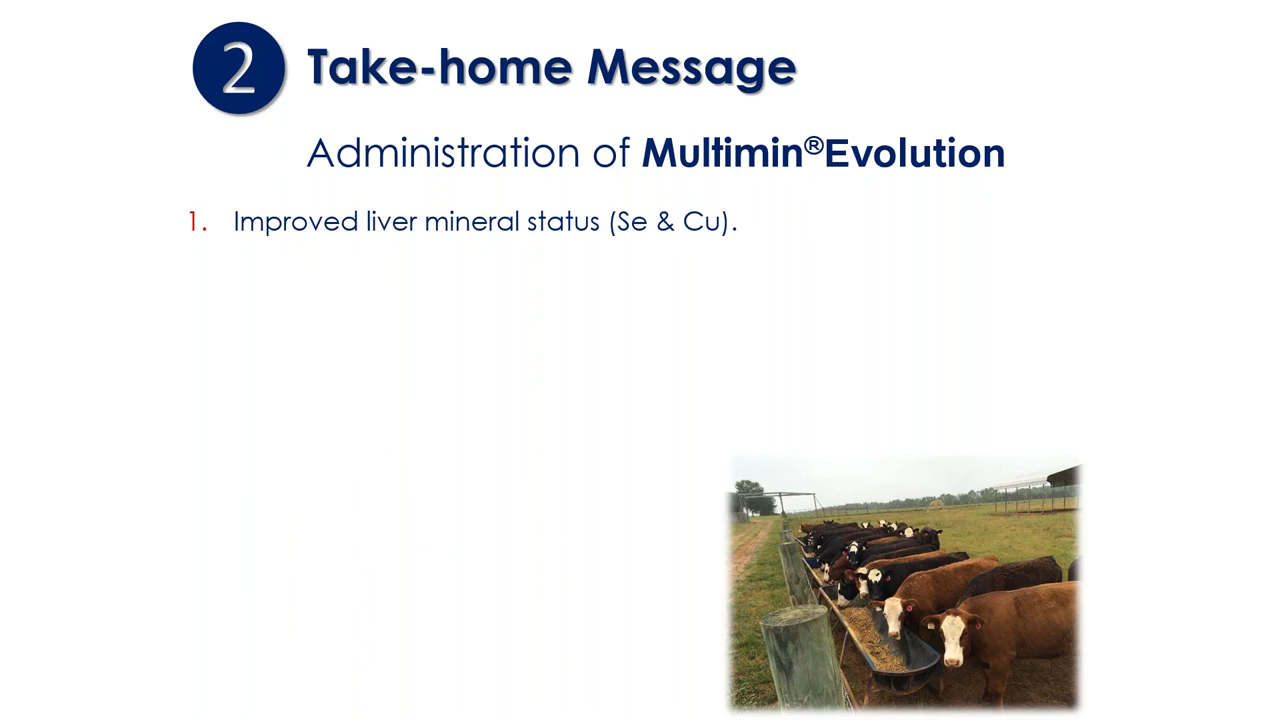 2 Take-home Message
Administration of Multimin®Evolution
1. Improved liver mineral status (Se & Cu).